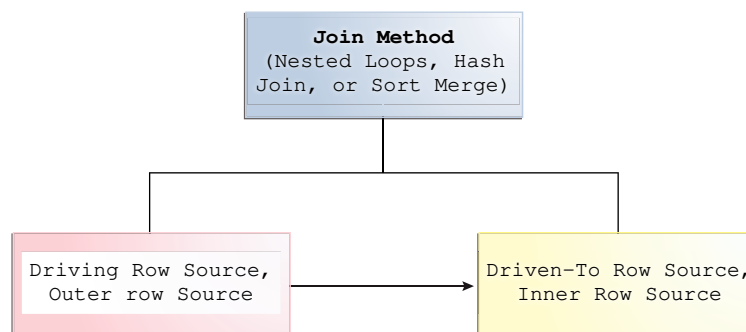 Join Method
(Nested Loops, Hash
Join, or Sort Merge)
Driving Row Source,
Outer row Source
Driven-To Row Source,
Inner Row Source